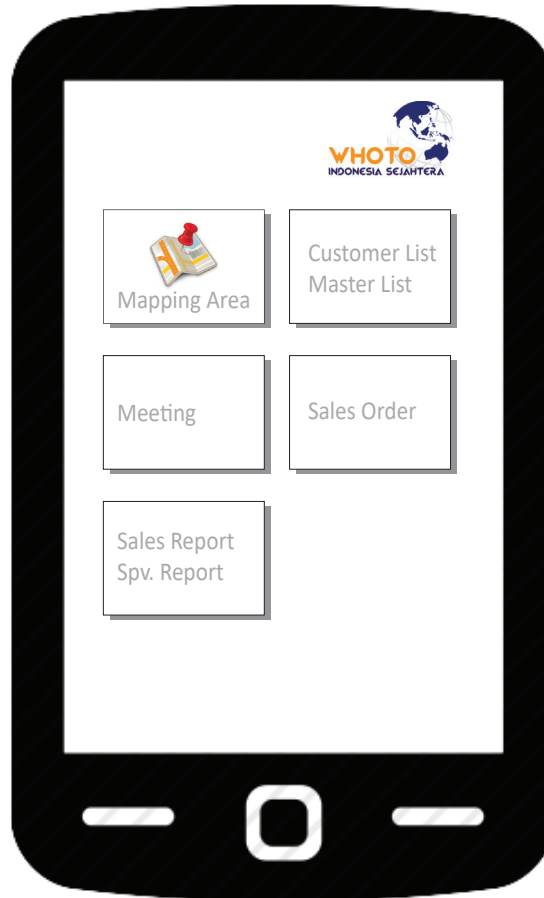 WHOTO
INDONESIA SEJAHTERA
Mapping Area
Customer List
Master List
Meeting
Sales Order
Sales Report
Spv. Report